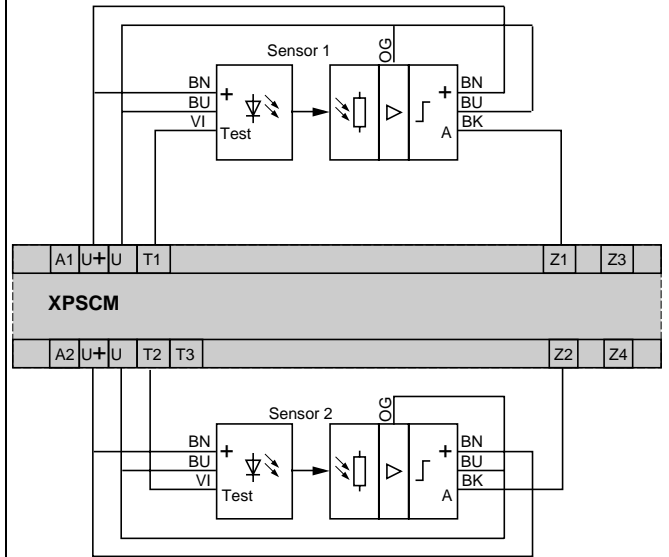 Sensor 1
OG
BN
BU
VI
+
Test
+
A
BN
BU
BK
A1 U+ U T1 Z1 Z3
XPSCM
A2 U+ U T2 T3 Z2 Z4
Sensor 2
OG
BN
BU
VI
+
Test
+
A
BN
BU
BK